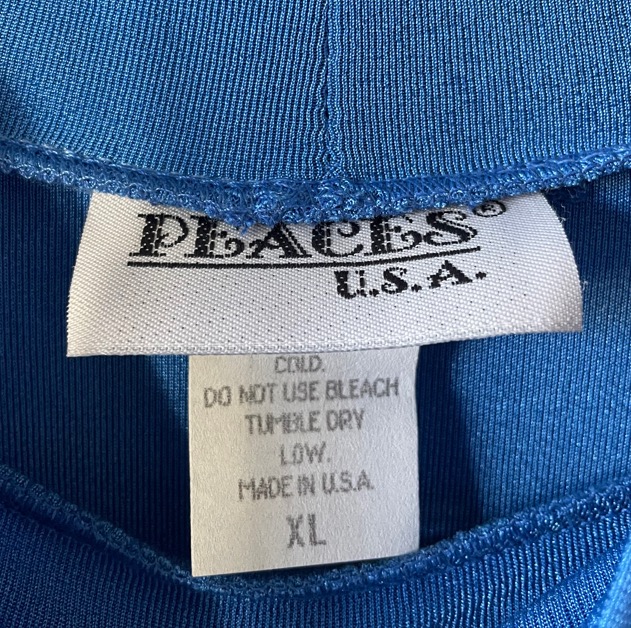 PEACES®
U.S.A.
COLD.
DO NOT USE BLEACH
TUMBLE DRY
LOW.
MADE IN U.S.A.
XL